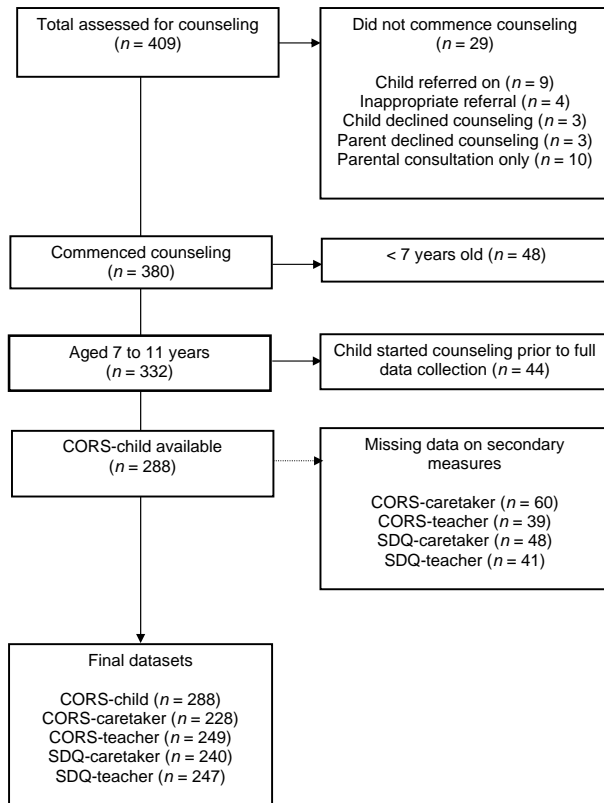 Total assessed for counseling
(n = 409)
Did not commence counseling
(n = 29)
Child referred on (n = 9)
Inappropriate referral (n = 4)
Child declined counseling (n = 3)
Parent declined counseling (n = 3)
Parental consultation only (n = 10)
Commenced counseling
(n = 380)
< 7 years old (n = 48)
Aged 7 to 11 years
(n = 332)
Child started counseling prior to full
data collection (n = 44)
CORS-child available
(n = 288)
Missing data on secondary
measures
CORS-caretaker (n = 60)
CORS-teacher (n = 39)
SDQ-caretaker (n = 48)
SDQ-teacher (n = 41)
Final datasets
CORS-child (n = 288)
CORS-caretaker (n = 228)
CORS-teacher (n = 249)
SDQ-caretaker (n = 240)
SDQ-teacher (n = 247)